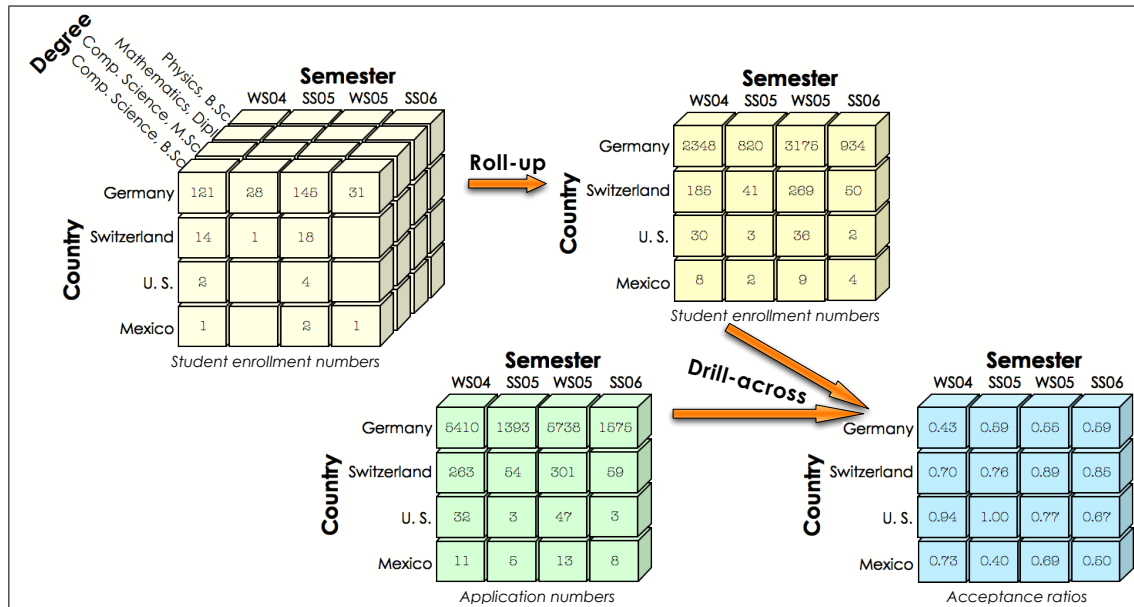 Degree
Physics, B.Sc
Mathematics, Dipl
Comp. Science, M.Sc
Comp. Science, B.Sc
Semester
WS04 SS05 WS05 SS06
Country
Germany 121 28 145 31
Switzerland 14 1 18
U. S. 2 4
Mexico 1 2 1
Student enrollment numbers
Roll-up
Semester
WS04 SS05 WS05 SS06
Country
Germany 2348 820 3175 934
Switzerland 185 41 269 50
U. S. 30 3 36 2
Mexico 8 2 9 4
Student enrollment numbers
Drill-across
Semester
WS04 SS05 WS05 SS06
Country
Germany 5410 1393 5738 1575
Switzerland 263 54 301 59
U. S. 32 3 47 3
Mexico 11 5 13 8
Application numbers
Semester
WS04 SS05 WS05 SS06
Country
Germany 0.43 0.59 0.55 0.59
Switzerland 0.70 0.76 0.89 0.85
U. S. 0.94 1.00 0.77 0.67
Mexico 0.73 0.40 0.69 0.50
Acceptance ratios